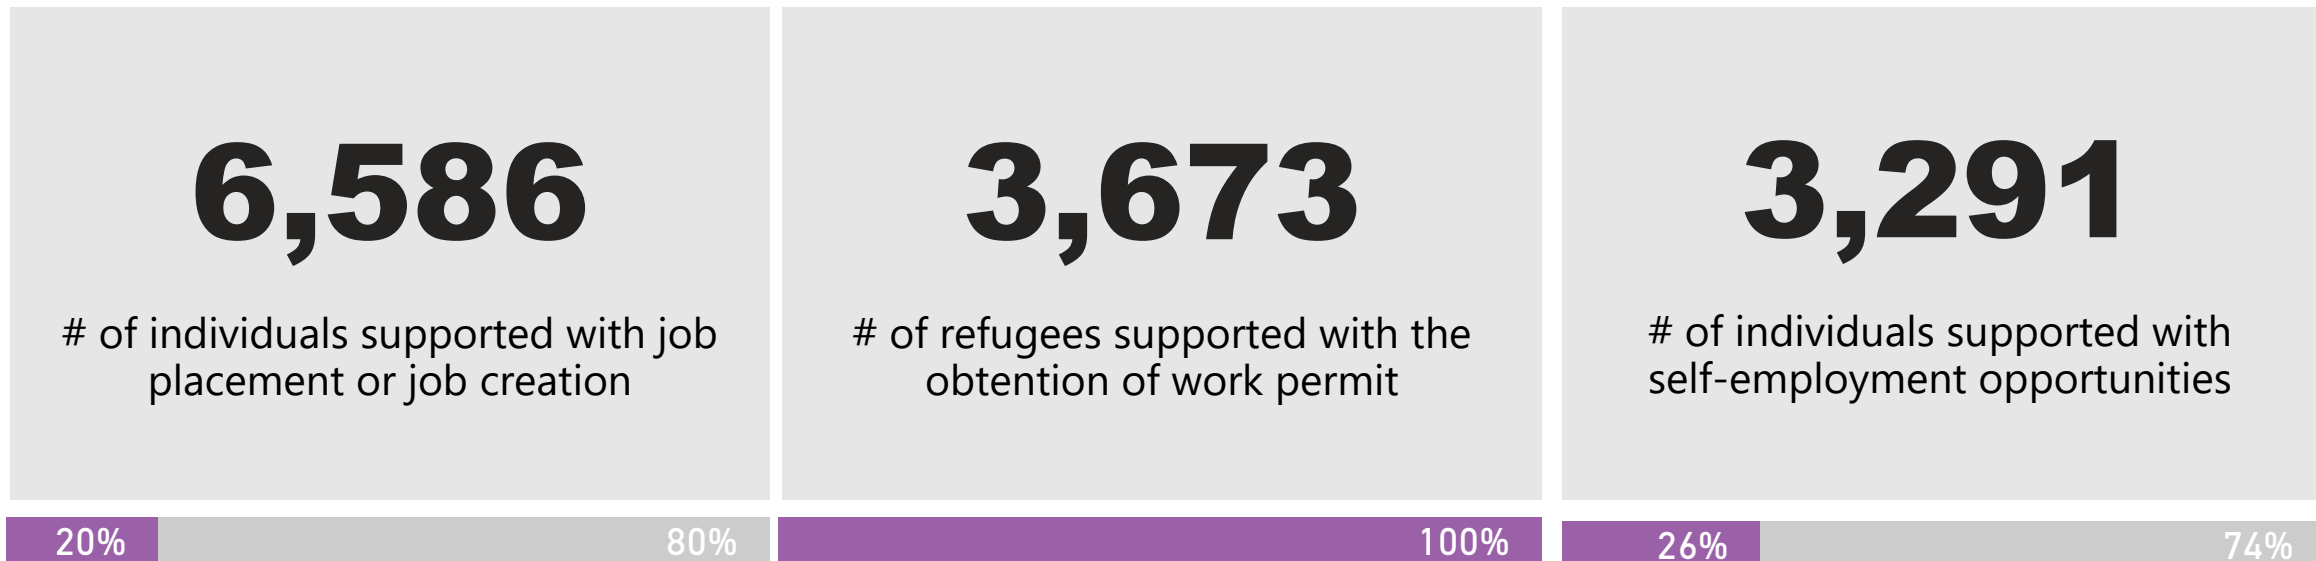 6,586
# of individuals supported with job
placement or job creation
20%
80%
3,673
# of refugees supported with the
obtention of work permit
100%
3,291
# of individuals supported with
self-employment opportunities
26%
74%